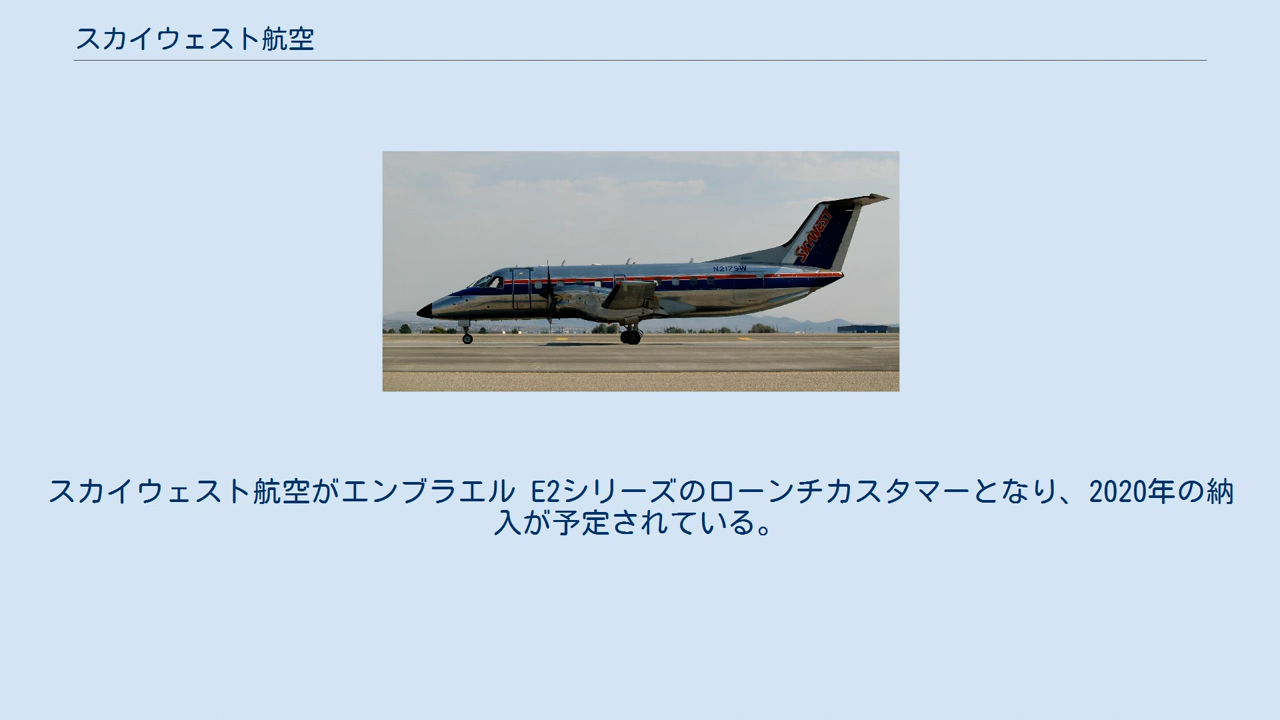 スカイウェスト航空
SkyWest
N217SW
スカイウェスト航空がエンブラエル E2シリーズのローンチカスタマーとなり、2020年の納
入が予定されている。